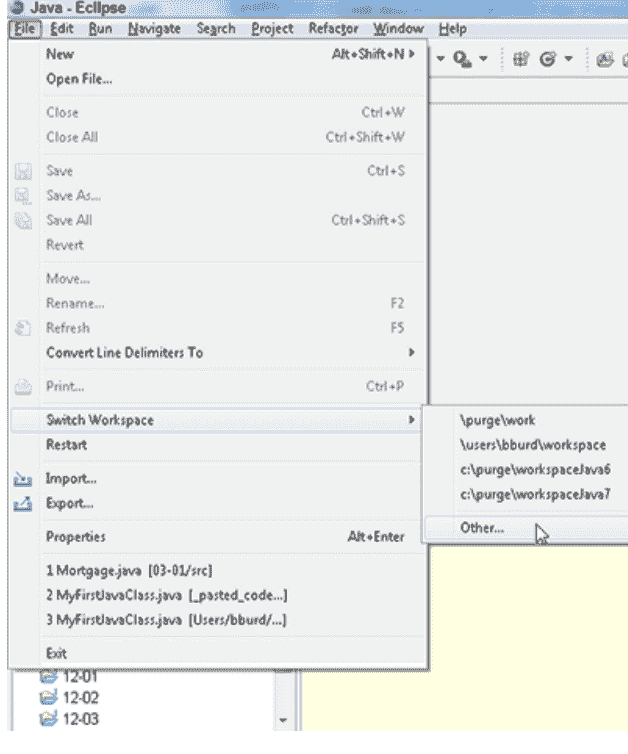 Java - Eclipse
File Edit Run Navigate Search Project Refactor Window Help
New Alt+Shift+N
Open File...
Close Ctrl+W
Close All Ctrl+Shift+W
Save Ctrl+S
Save As...
Save All Ctrl+Shift+S
Revert
Move...
Rename... F2
Refresh F5
Convert Line Delimiters To
Print... Ctrl+P
Switch Workspace
\purge\work
\users\bburd\workspace
c:\purge\workspaceJava6
c:\purge\workspaceJava7
Other...
Restart
Import...
Export...
Properties Alt+Enter
1 Mortgage.java [03-01/src]
2 MyFirstJavaClass.java [_pasted_code...]
3 MyFirstJavaClass.java [Users/bburd/...]
Exit
12-01
12-02
12-03